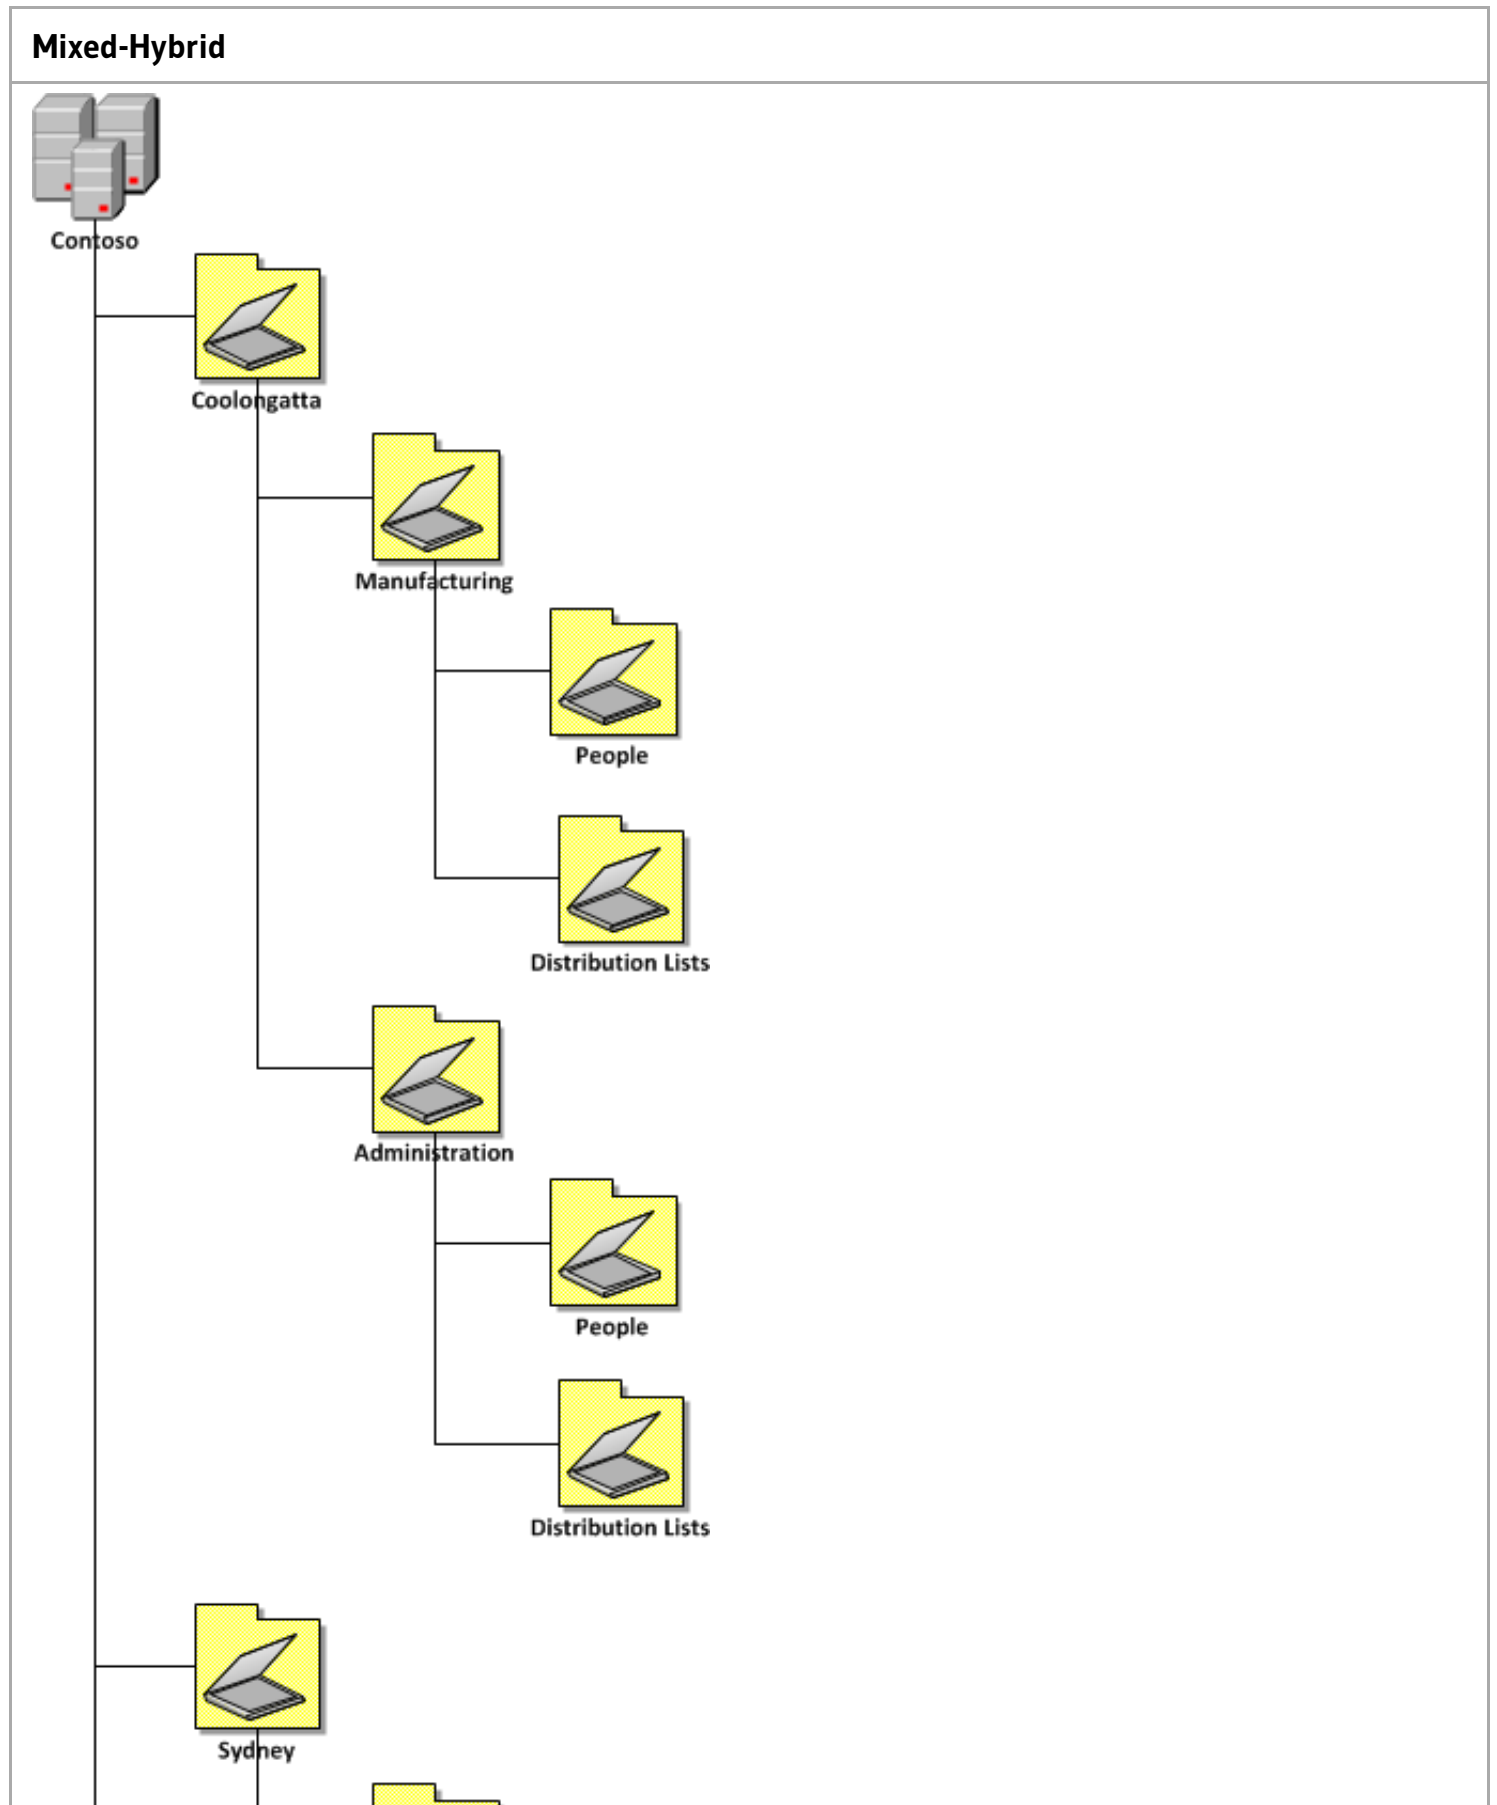 Mixed-Hybrid
Contoso
Coolongatta
Manufacturing
People
Distribution Lists
Administration
People
Distribution Lists
Sydney